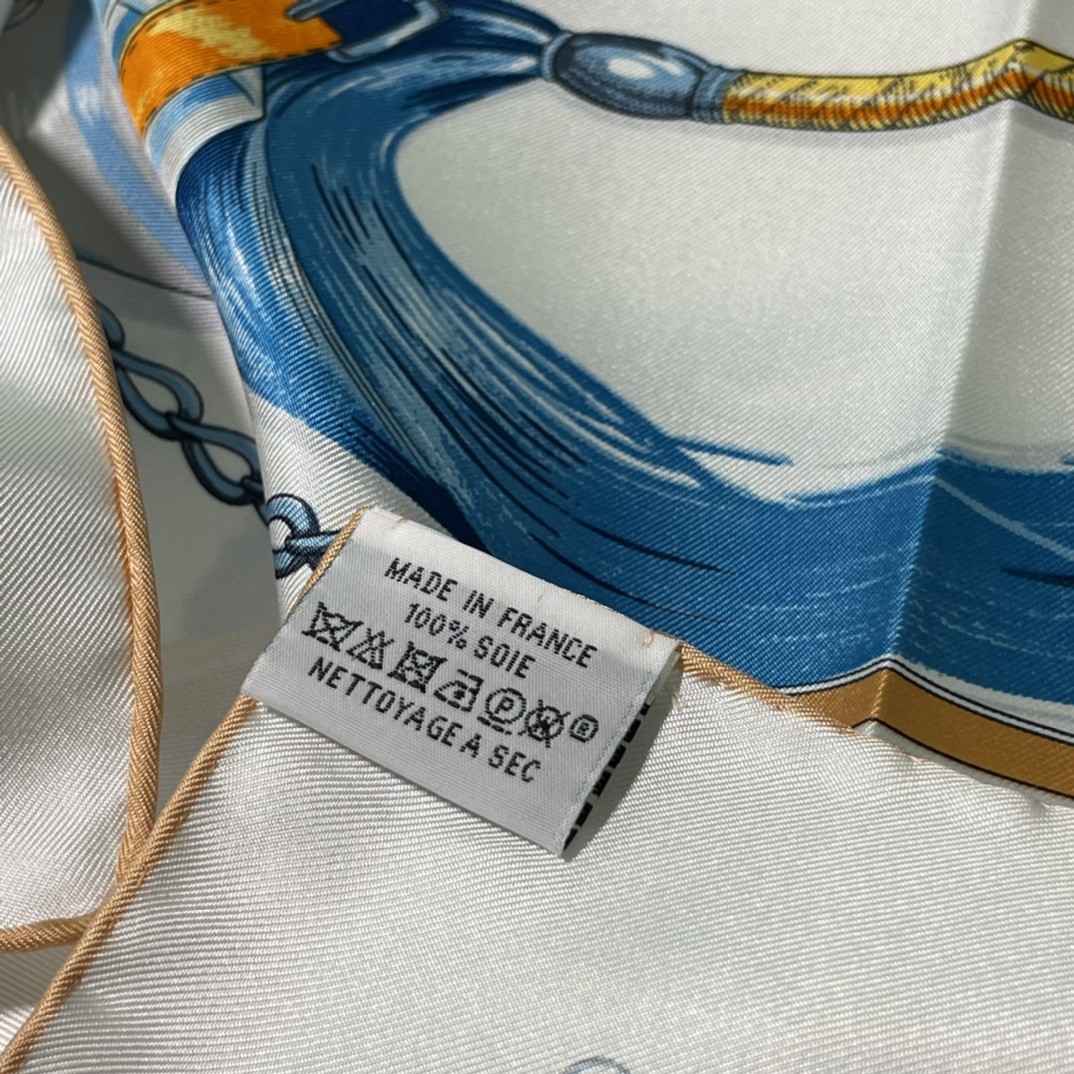 MADE IN FRANCE
100% SOIE
P W ®
NETTOYAGE A SEC